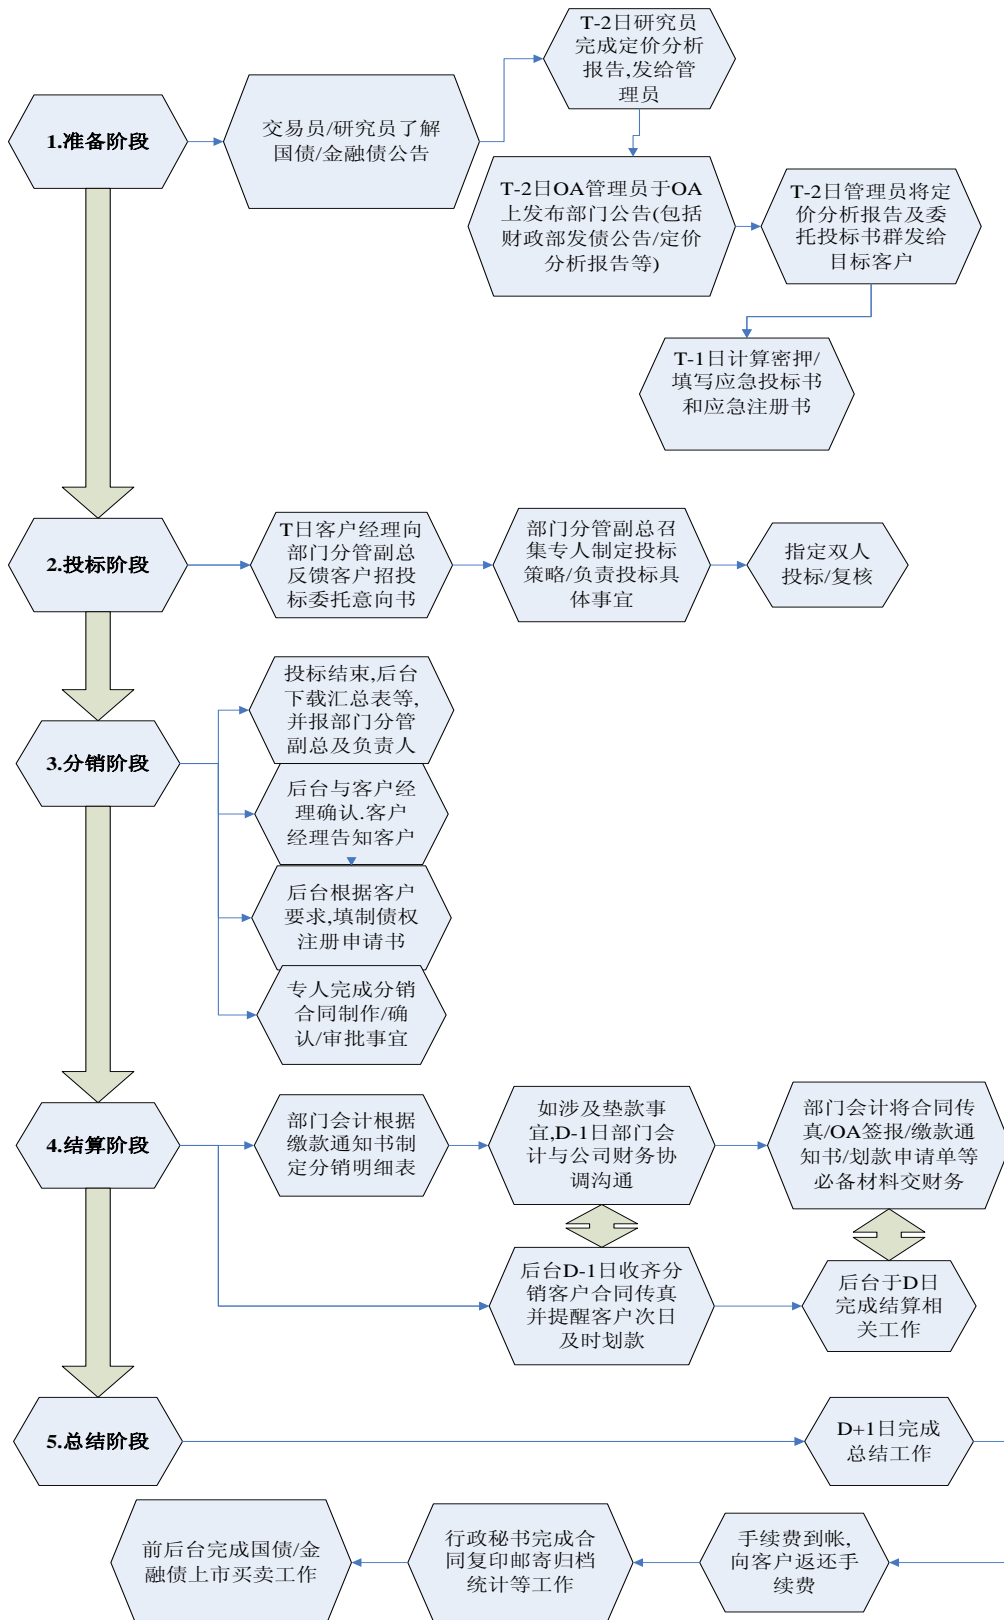 1.准备阶段
交易员/研究员了解
国债/金融债公告
T-2日研究员
完成定价分析
报告,发给管
理员
T-2日OA管理员于OA
上发布部门公告(包括
财政部发债公告/定价
分析报告等)
T-2日管理员将定
价分析报告及委
托投标书群发给
目标客户
T-1日计算密押/
填写应急投标书
和应急注册书
2.投标阶段
T日客户经理向
部门分管副总
反馈客户招投
标委托意向书
部门分管副总召
集专人制定投标
策略/负责投标具
体事宜
指定双人
投标/复核
3.分销阶段
投标结束,后台
下载汇总表等,
并报部门分管
副总及负责人
后台与客户经
理确认.客户
经理告知客户
后台根据客户
要求,填制债权
注册申请书
专人完成分销
合同制作/确
认/审批事宜
4.结算阶段
部门会计根据
缴款通知书制
定分销明细表
如涉及垫款事
宜,D-1日部门会
计与公司财务协
调沟通
部门会计将合同传
真/OA签报/缴款通
知书/划款申请单等
必备材料交财务
后台D-1日收齐分
销客户合同传真
并提醒客户次日
及时划款
后台于D日
完成结算相
关工作
5.总结阶段
D+1日完成
总结工作
手续费到帐,
向客户返还手
续费
行政秘书完成合
同复印邮寄归档
统计等工作
前后台完成国债/金
融债上市买卖工作